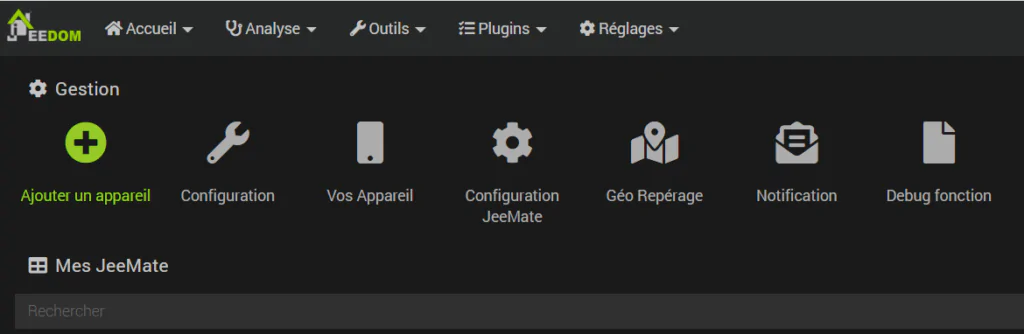 EEDOM Accueil Analyse Outils Plugins Réglages
Gestion
Ajouter un appareil Configuration Vos Appareil Configuration JeeMate Géo Repérage Notification Debug fonction
Mes JeeMate
Rechercher